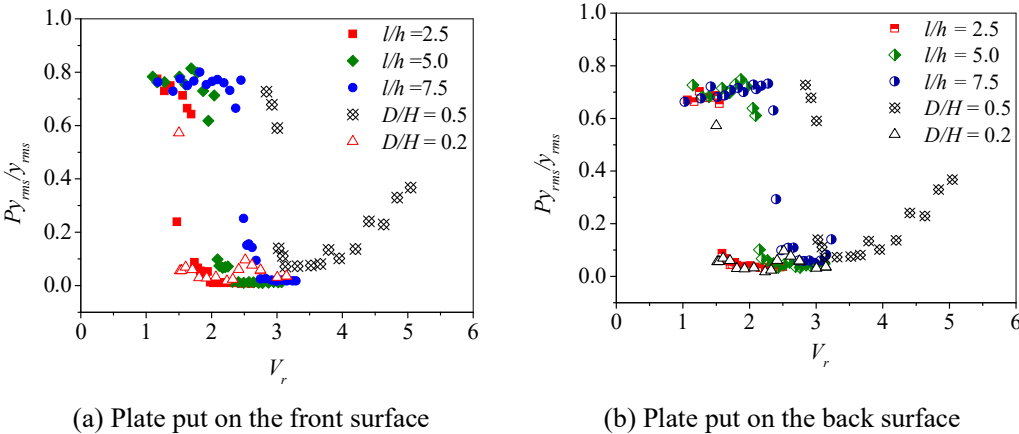 1.0
0.8
0.6
0.4
0.2
0.0
Py_rms/y_rms
0 1 2 3 4 5 6
V_r
l/h =2.5
l/h =5.0
l/h =7.5
D/H = 0.5
D/H = 0.2
(a) Plate put on the front surface
1.0
0.8
0.6
0.4
0.2
0.0
Py_rms/y_rms
0 1 2 3 4 5 6
V_r
l/h = 2.5
l/h = 5.0
l/h = 7.5
D/H = 0.5
D/H = 0.2
(b) Plate put on the back surface